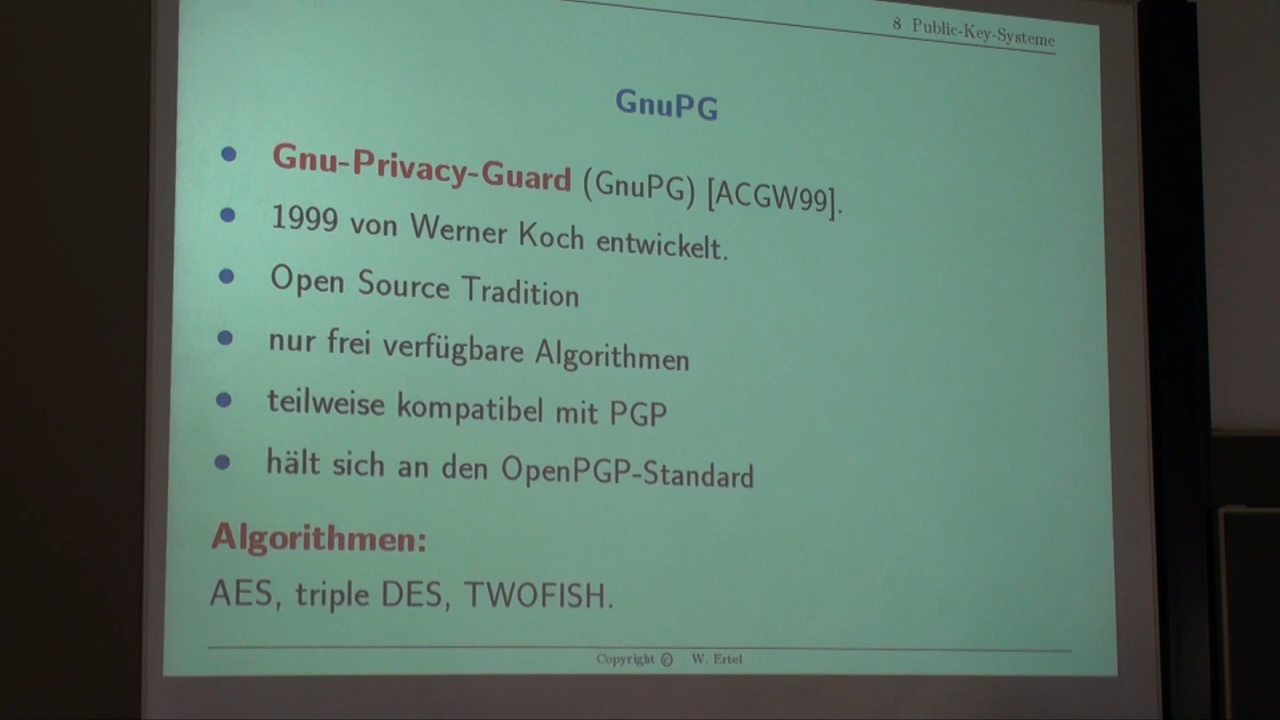 8 Public-Key-Systeme
GnuPG
• Gnu-Privacy-Guard (GnuPG) [ACGW99].
• 1999 von Werner Koch entwickelt.
• Open Source Tradition
• nur frei verfügbare Algorithmen
• teilweise kompatibel mit PGP
• hält sich an den OpenPGP-Standard
Algorithmen:
AES, triple DES, TWOFISH.
Copyright © W. Ertel